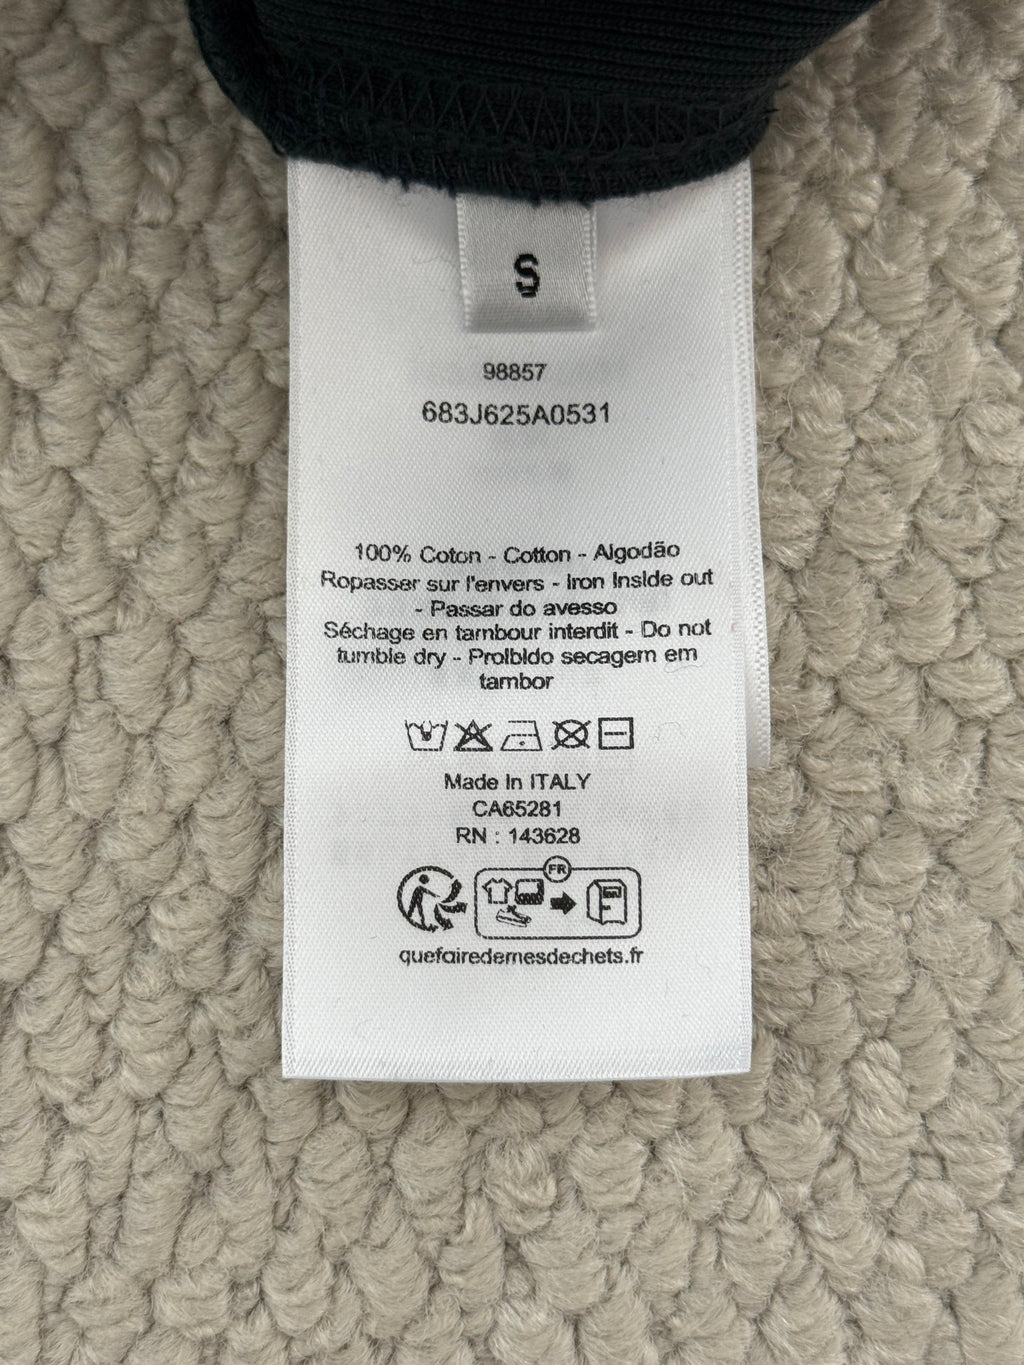 S
98857
683J625A0531
100% Coton - Cotton - Algodão
Ropasser sur l'envers - Iron Inside out
- Passar do avesso
Séchage en tambour interdit - Do not
tumble dry - Proibido secagem em
tambor
Made In ITALY
CA65281
RN : 143628
FR
quefairedemesdechets.fr